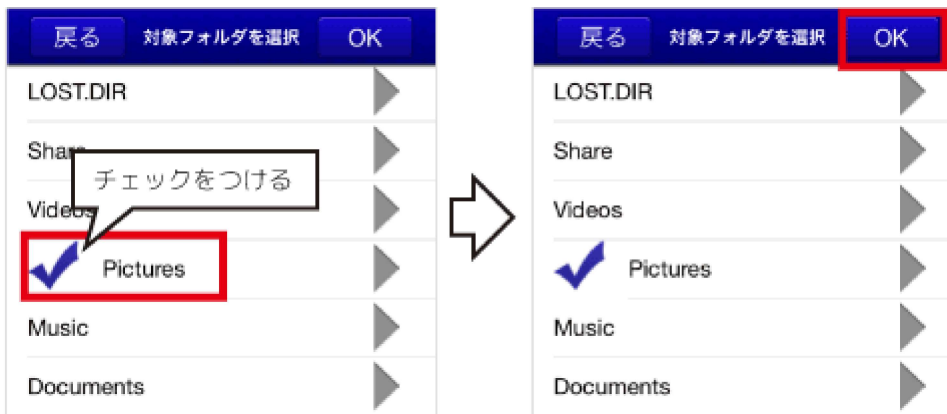 戻る 対象フォルダを選択 OK
LOST.DIR
Share
チェックをつける
Videos
Pictures
Music
Documents
戻る 対象フォルダを選択 OK
LOST.DIR
Share
Videos
Pictures
Music
Documents